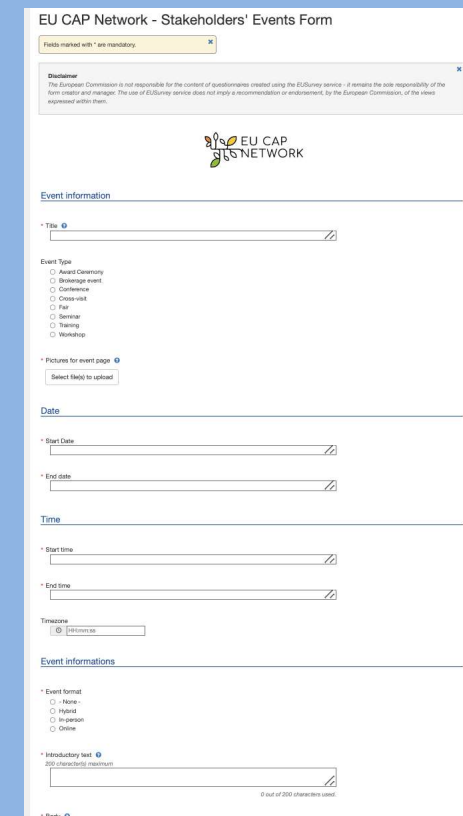 EU CAP Network - Stakeholders' Events Form
Fields marked with * are mandatory.
Disclaimer
The European Commission is not responsible for the content of questionnaires created using the EUSurvey service - it remains the sole responsibility of the
form creator and manager. The use of EUSurvey service does not imply a recommendation or endorsement, by the European Commission, of the views
expressed within them.
EU CAP
NETWORK
Event information
* Title
Event Type
Award Ceremony
Brokerage event
Conference
Cross-visit
Fair
Seminar
Training
Workshop
* Pictures for event page
Select file(s) to upload
Date
* Start Date
* End date
Time
* Start time
* End time
Timezone
HH:mm:ss
Event informations
* Event format
- None -
Hybrid
In-person
Online
* Introductory text
200 character(s) maximum
0 out of 200 characters used.
* Body